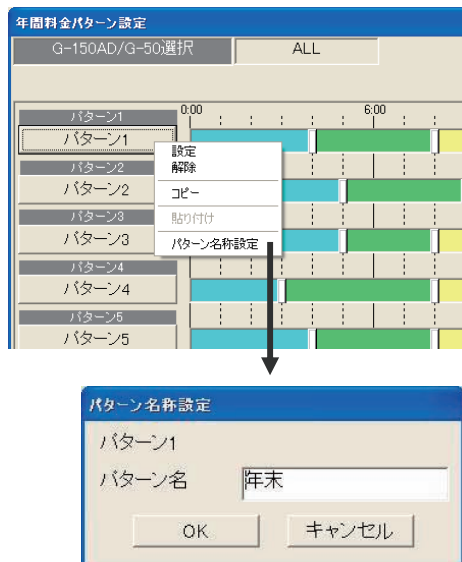 年間料金パターン設定
G-150AD/G-50選択 ALL
0:00 6:00
パターン1
パターン1
設定
解除
コピー
貼り付け
パターン名称設定
パターン2
パターン2
パターン3
パターン3
パターン4
パターン4
パターン5
パターン5
パターン名称設定
パターン1
パターン名 年末
OK キャンセル